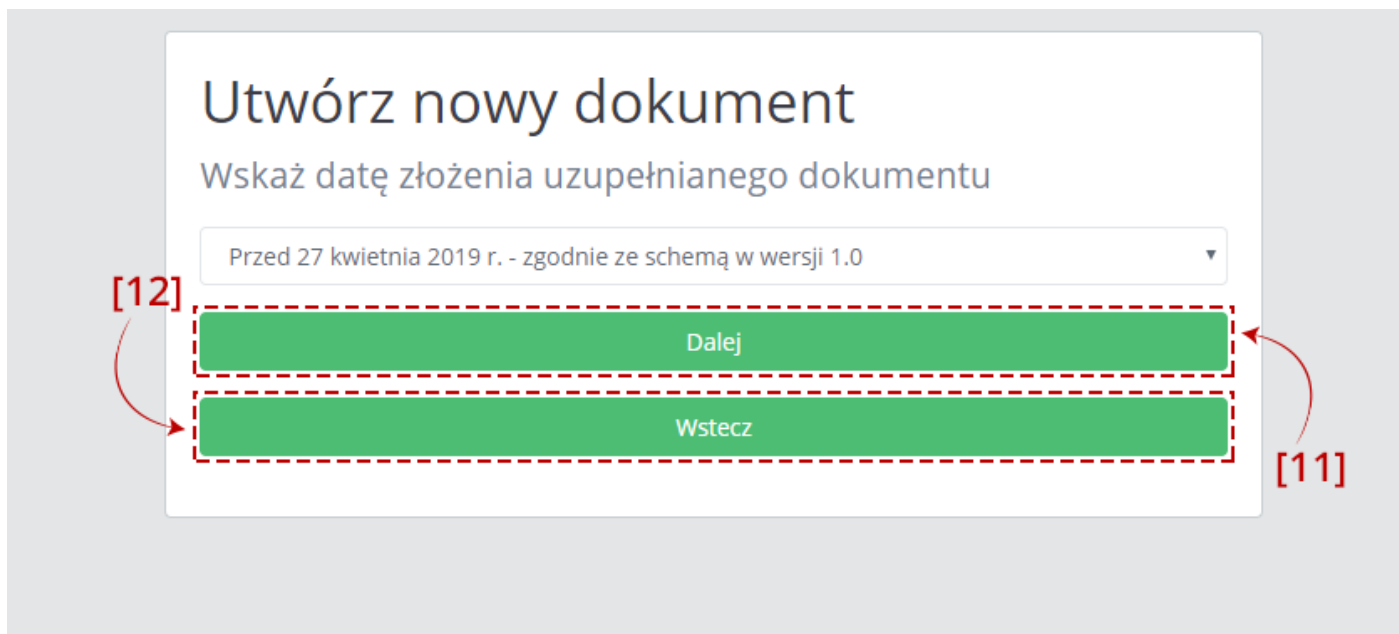 Utwórz nowy dokument
Wskaż datę złożenia uzupełnianego dokumentu
Przed 27 kwietnia 2019 r. - zgodnie ze schemą w wersji 1.0
[12]
Dalej
Wstecz
[11]